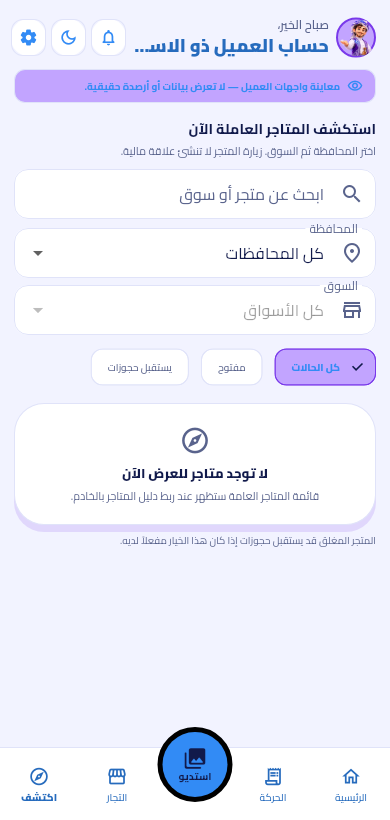 صباح الخير،
حساب العميل ذو الاسـ...
معاينة واجهات العميل — لا تعرض بيانات أو أرصدة حقيقية.
استكشف المتاجر العاملة الآن
اختر المحافظة ثم السوق. زيارة المتجر لا تنشئ علاقة مالية.
ابحث عن متجر أو سوق
المحافظة
كل المحافظات
السوق
كل الأسواق
كل الحالات
مفتوح
يستقبل حجوزات
لا توجد متاجر للعرض الآن
قائمة المتاجر العامة ستظهر عند ربط دليل المتاجر بالخادم.
المتجر المغلق قد يستقبل حجوزات إذا كان هذا الخيار مفعلاً لديه.
الرئيسية
الحركة
استديو
التجار
اكتشف